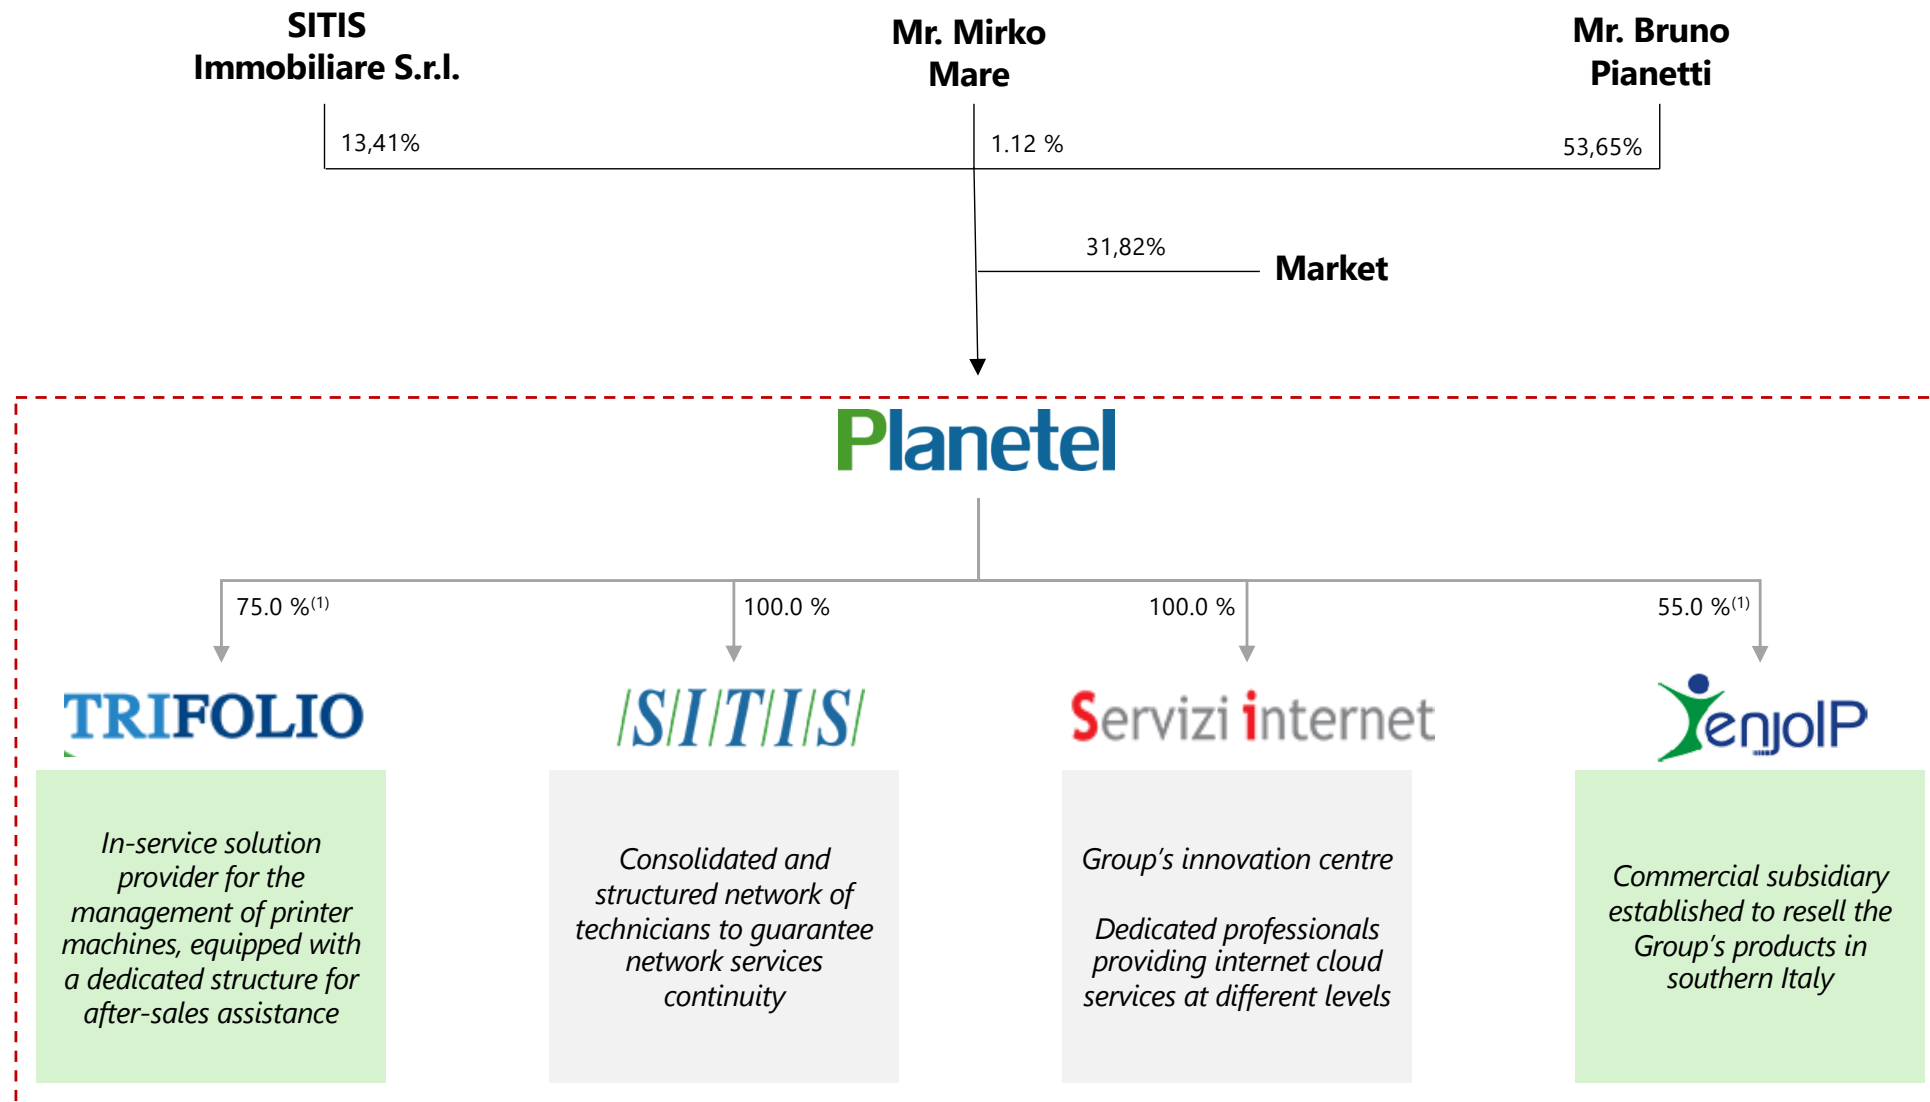 SITIS
Immobiliare S.r.l.
Mr. Mirko
Mare
Mr. Bruno
Pianetti
13,41%
1.12 %
53,65%
31,82%
Market
Planetel
75.0 %(1)
100.0 %
100.0 %
55.0 %(1)
TRIFOLIO
/S/I/T/I/S/
Servizi internet
enjoIP
In-service solution
provider for the
management of printer
machines, equipped with
a dedicated structure for
after-sales assistance
Consolidated and
structured network of
technicians to guarantee
network services
continuity
Group’s innovation centre
Dedicated professionals
providing internet cloud
services at different levels
Commercial subsidiary
established to resell the
Group’s products in
southern Italy